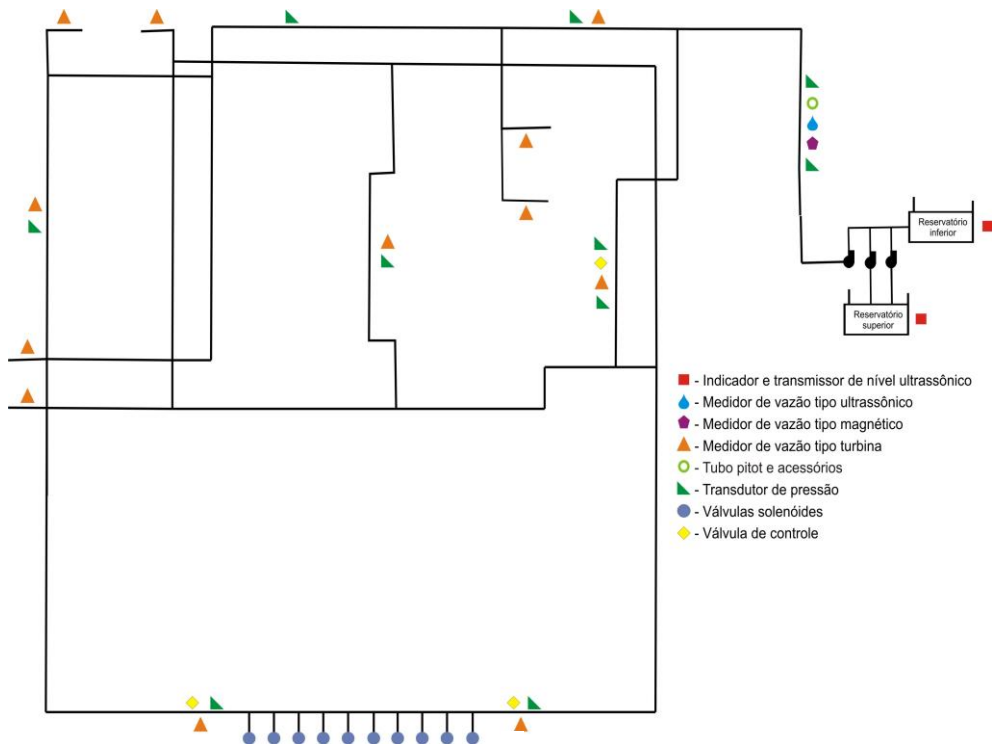 Reservatório
inferior
Reservatório
superior
- Indicador e transmissor de nível ultrassônico
- Medidor de vazão tipo ultrassônico
- Medidor de vazão tipo magnético
- Medidor de vazão tipo turbina
- Tubo pitot e acessórios
- Transdutor de pressão
- Válvulas solenóides
- Válvula de controle